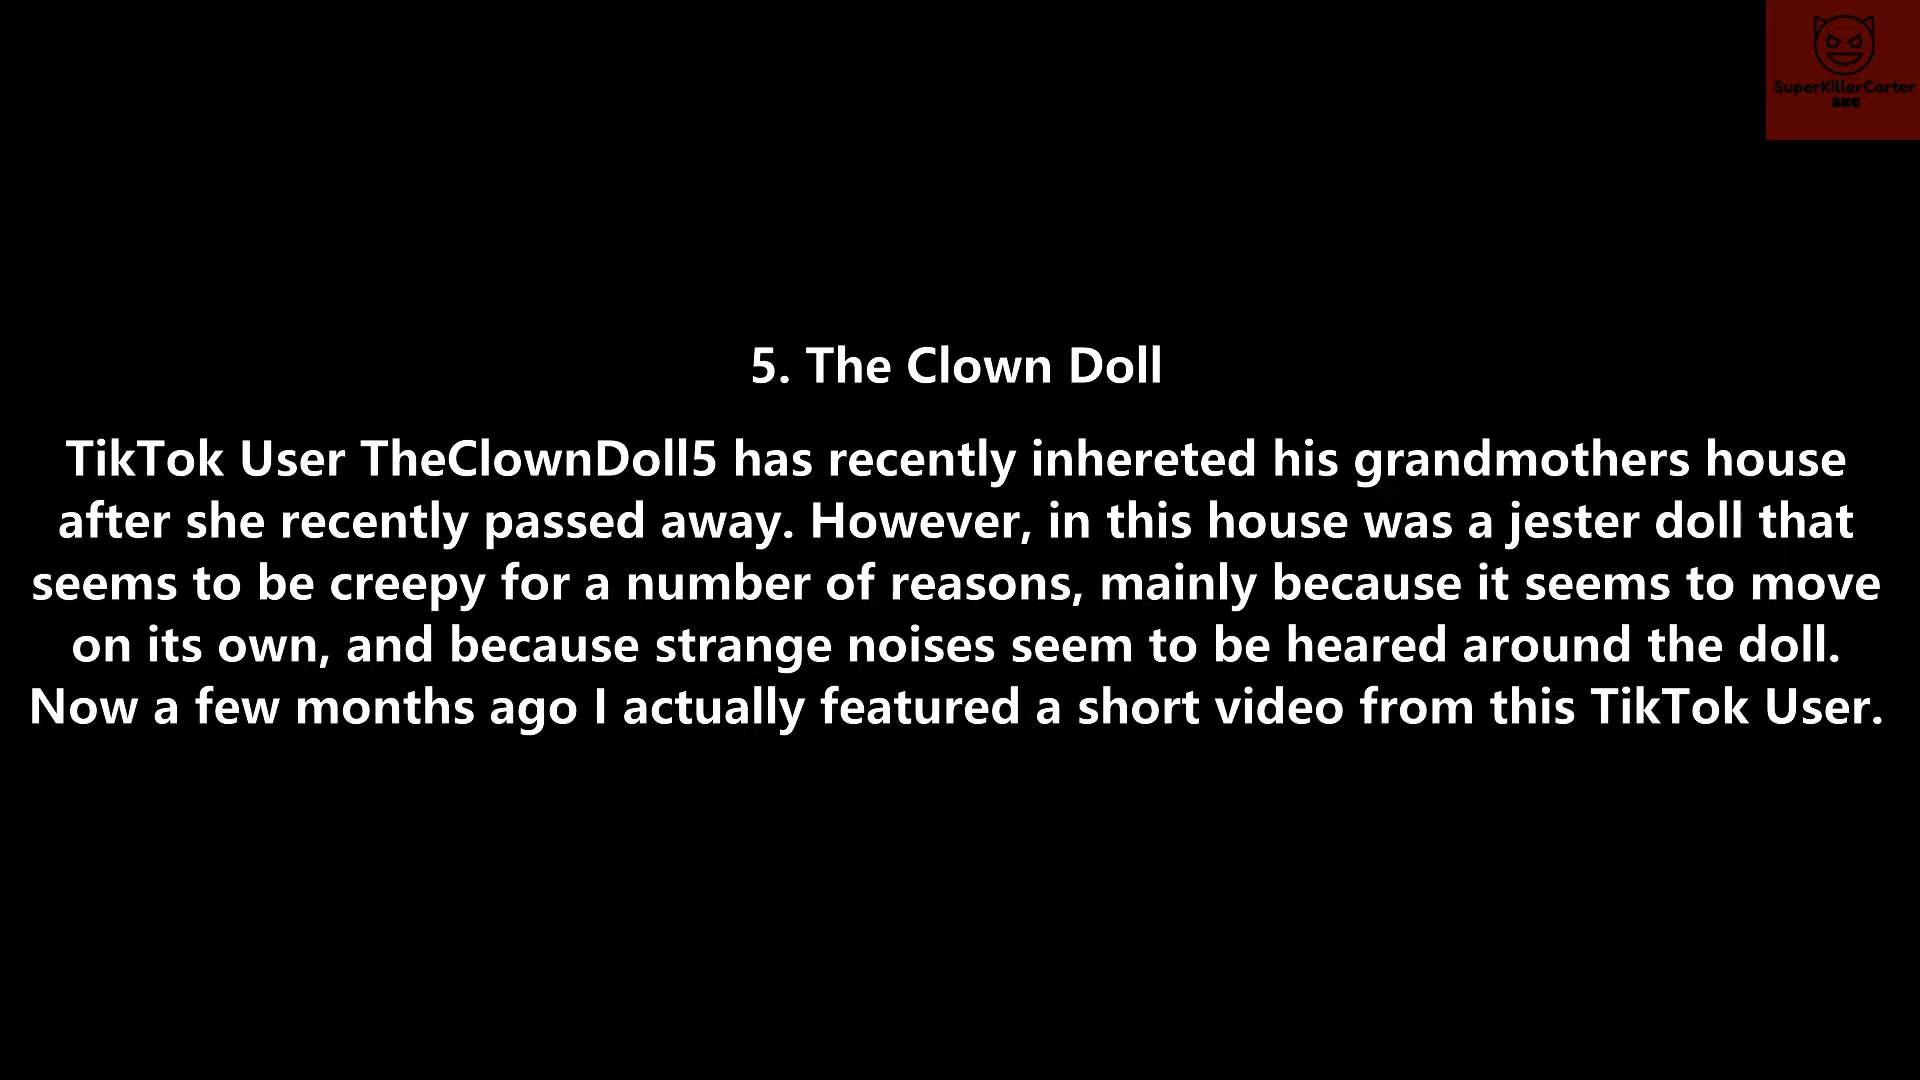 SuperKillerCarter
SKC
5. The Clown Doll
TikTok User TheClownDoll5 has recently inhereted his grandmothers house
after she recently passed away. However, in this house was a jester doll that
seems to be creepy for a number of reasons, mainly because it seems to move
on its own, and because strange noises seem to be heared around the doll.
Now a few months ago I actually featured a short video from this TikTok User.